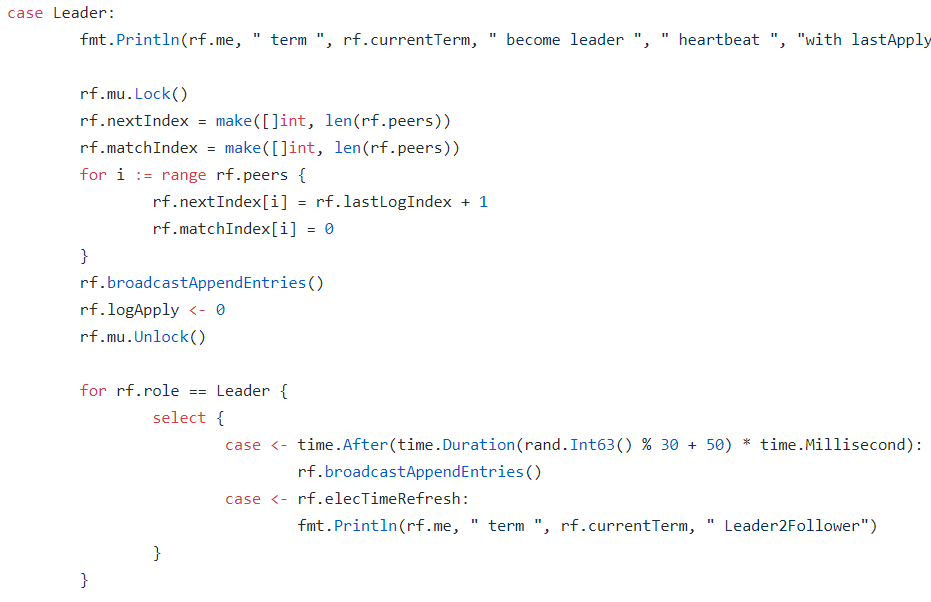 case Leader:
        fmt.Println(rf.me, " term ", rf.currentTerm, " become leader ", " heartbeat ", "with lastApply
        rf.mu.Lock()
        rf.nextIndex = make([]int, len(rf.peers))
        rf.matchIndex = make([]int, len(rf.peers))
        for i := range rf.peers {
                rf.nextIndex[i] = rf.lastLogIndex + 1
                rf.matchIndex[i] = 0
        }
        rf.broadcastAppendEntries()
        rf.logApply <- 0
        rf.mu.Unlock()
        for rf.role == Leader {
                select {
                        case <- time.After(time.Duration(rand.Int63() % 30 + 50) * time.Millisecond):
                                rf.broadcastAppendEntries()
                        case <- rf.elecTimeRefresh:
                                fmt.Println(rf.me, " term ", rf.currentTerm, " Leader2Follower")
                }
        }